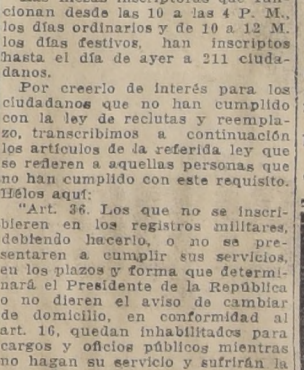 cionan desde las 10 a las 4 P. M.,
los días ordinarios y de 10 a 12 M.
los días festivos, han inscriptos
hasta el día de ayer a 211 ciuda-
danos.
Por creerlo de interés para los
ciudadanos que no han cumplido
con la ley de reclutas y reempla-
zo, transcribimos a continuación
los artículos de la referida ley que
se refieren a aquellas personas que
no han cumplido con este requisito.
Hélos aquí:
"Art. 36. Los que no se inscri-
bieren en los registros militares,
debiendo hacerlo, o no se pre-
sentaren a cumplir sus servicios,
en los plazos y forma que determi-
nará el Presidente de la República
o no dieren el aviso de cambiar
de domicilio, en conformidad al
art. 16, quedan inhabilitados para
cargos y oficios públicos mientras
no hagan su servicio y sufrirán la